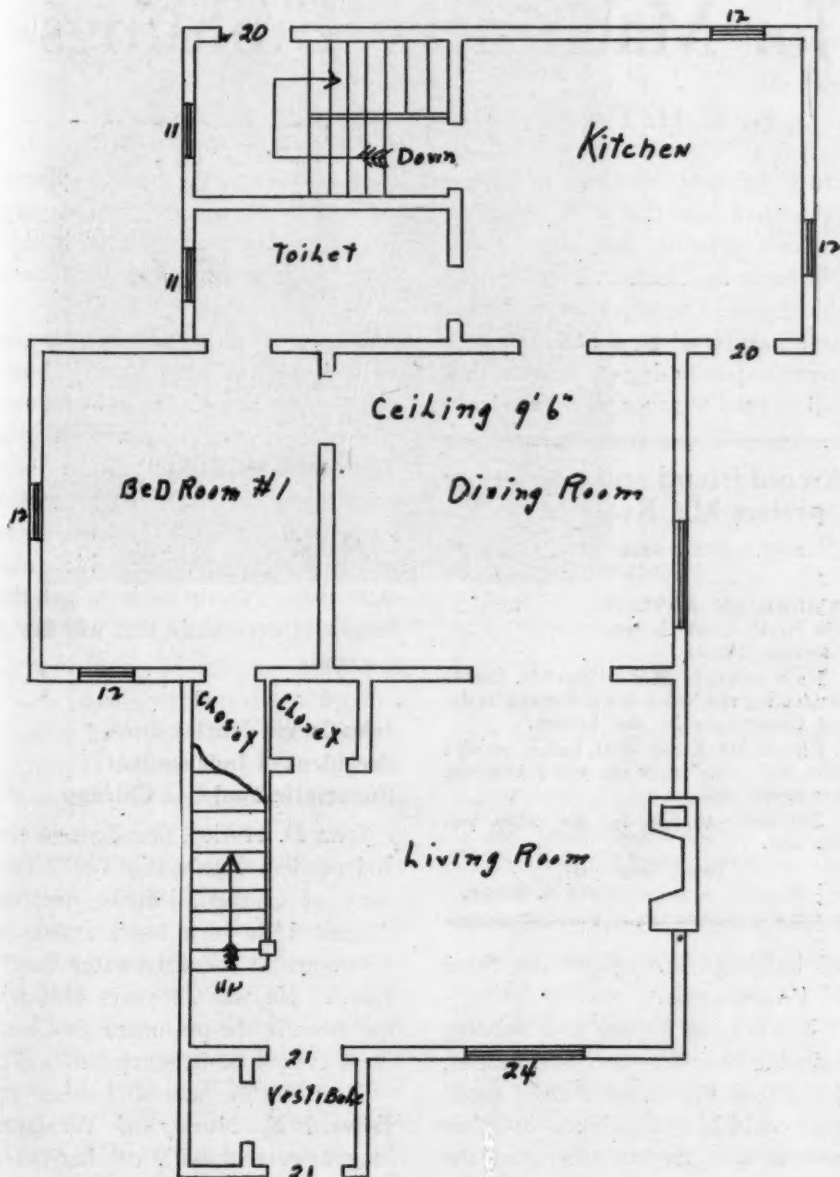 20
12
11
Down
Kitchen
Toilet
11
12
20
Ceiling 9'6"
Bed Room #1
Dining Room
12
12
Closet
Closet
Living Room
up
21
24
Vestibule
21